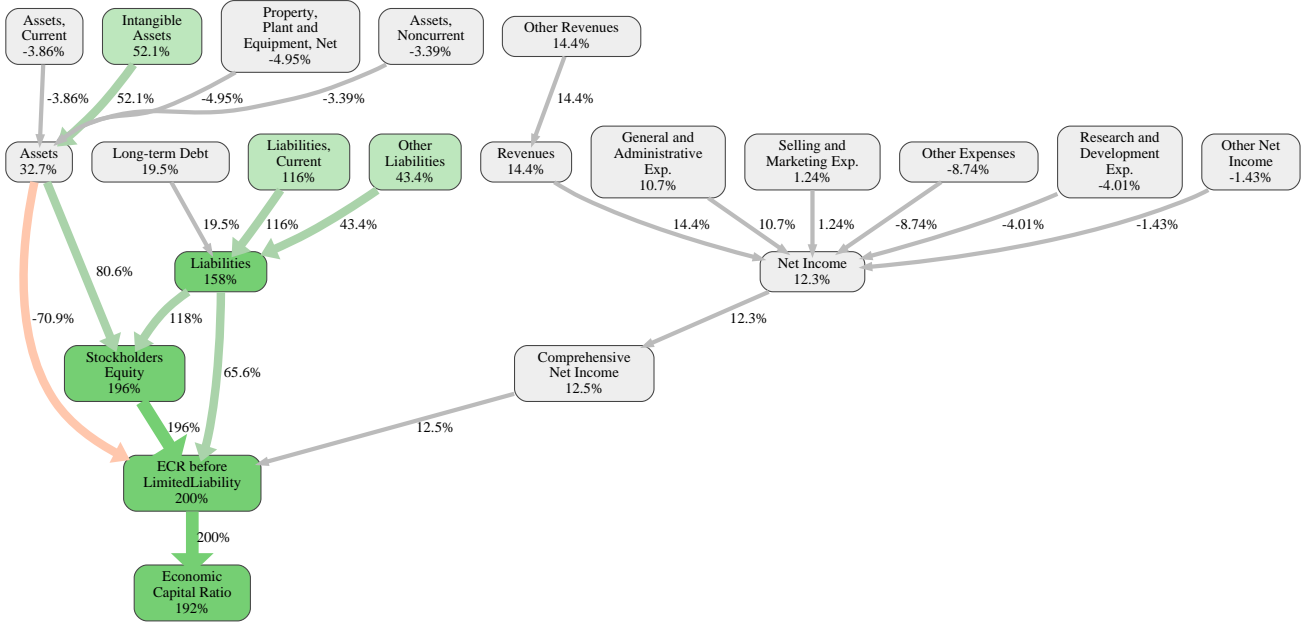 Assets,
Current
-3.86%
Intangible
Assets
52.1%
Property,
Plant and
Equipment, Net
-4.95%
Assets,
Noncurrent
-3.39%
Other Revenues
14.4%
-3.86%
52.1%
-4.95%
-3.39%
14.4%
Assets
32.7%
Long-term Debt
19.5%
Liabilities,
Current
116%
Other
Liabilities
43.4%
Revenues
14.4%
General and
Administrative
Exp.
10.7%
Selling and
Marketing Exp.
1.24%
Other Expenses
-8.74%
Research and
Development
Exp.
-4.01%
Other Net
Income
-1.43%
19.5%
116%
43.4%
14.4%
10.7%
1.24%
-8.74%
-4.01%
-1.43%
80.6%
Liabilities
158%
Net Income
12.3%
-70.9%
118%
12.3%
Stockholders
Equity
196%
65.6%
Comprehensive
Net Income
12.5%
196%
12.5%
ECR before
LimitedLiability
200%
200%
Economic
Capital Ratio
192%